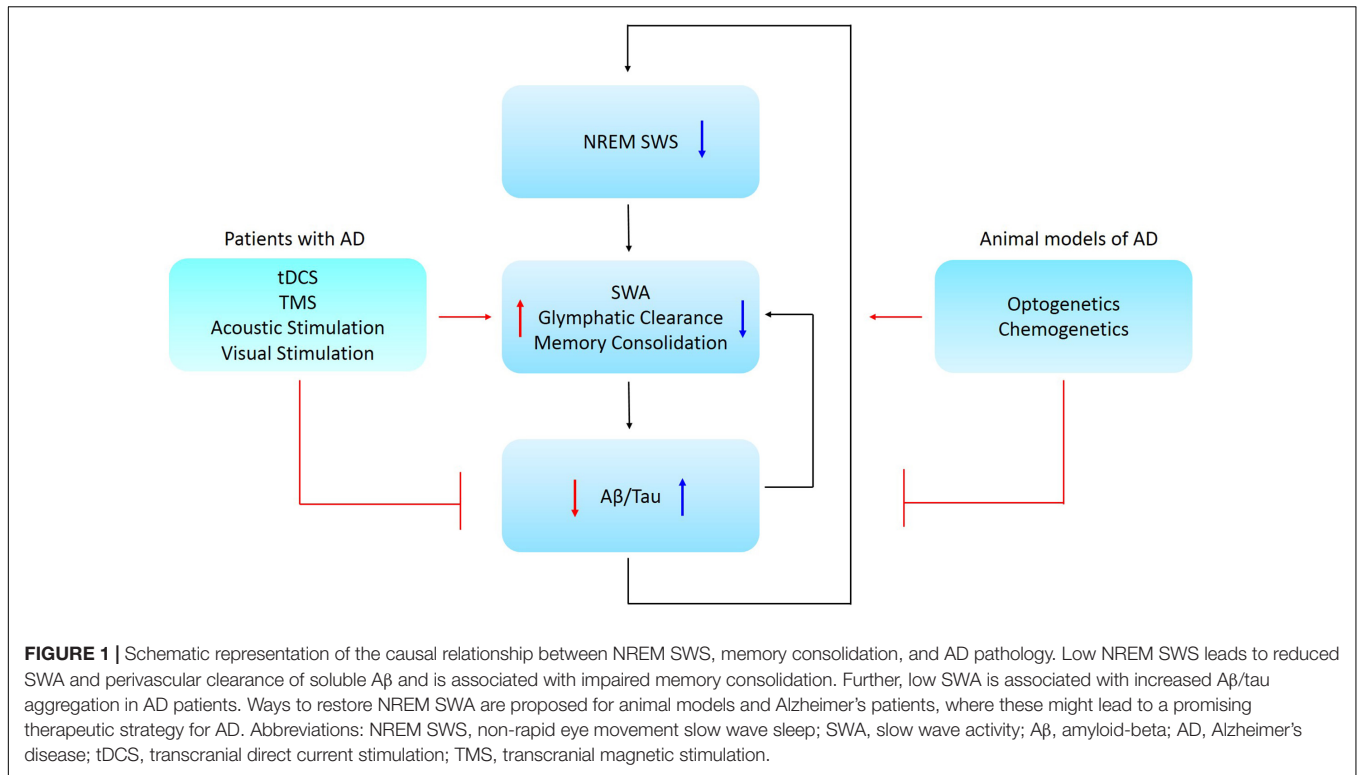 NREM SWS
Patients with AD
tDCS
TMS
Acoustic Stimulation
Visual Stimulation
SWA
Glymphatic Clearance
Memory Consolidation
Animal models of AD
Optogenetics
Chemogenetics
Aβ/Tau
FIGURE 1 | Schematic representation of the causal relationship between NREM SWS, memory consolidation, and AD pathology. Low NREM SWS leads to reduced
SWA and perivascular clearance of soluble Aβ and is associated with impaired memory consolidation. Further, low SWA is associated with increased Aβ/tau
aggregation in AD patients. Ways to restore NREM SWA are proposed for animal models and Alzheimer's patients, where these might lead to a promising
therapeutic strategy for AD. Abbreviations: NREM SWS, non-rapid eye movement slow wave sleep; SWA, slow wave activity; Aβ, amyloid-beta; AD, Alzheimer's
disease; tDCS, transcranial direct current stimulation; TMS, transcranial magnetic stimulation.